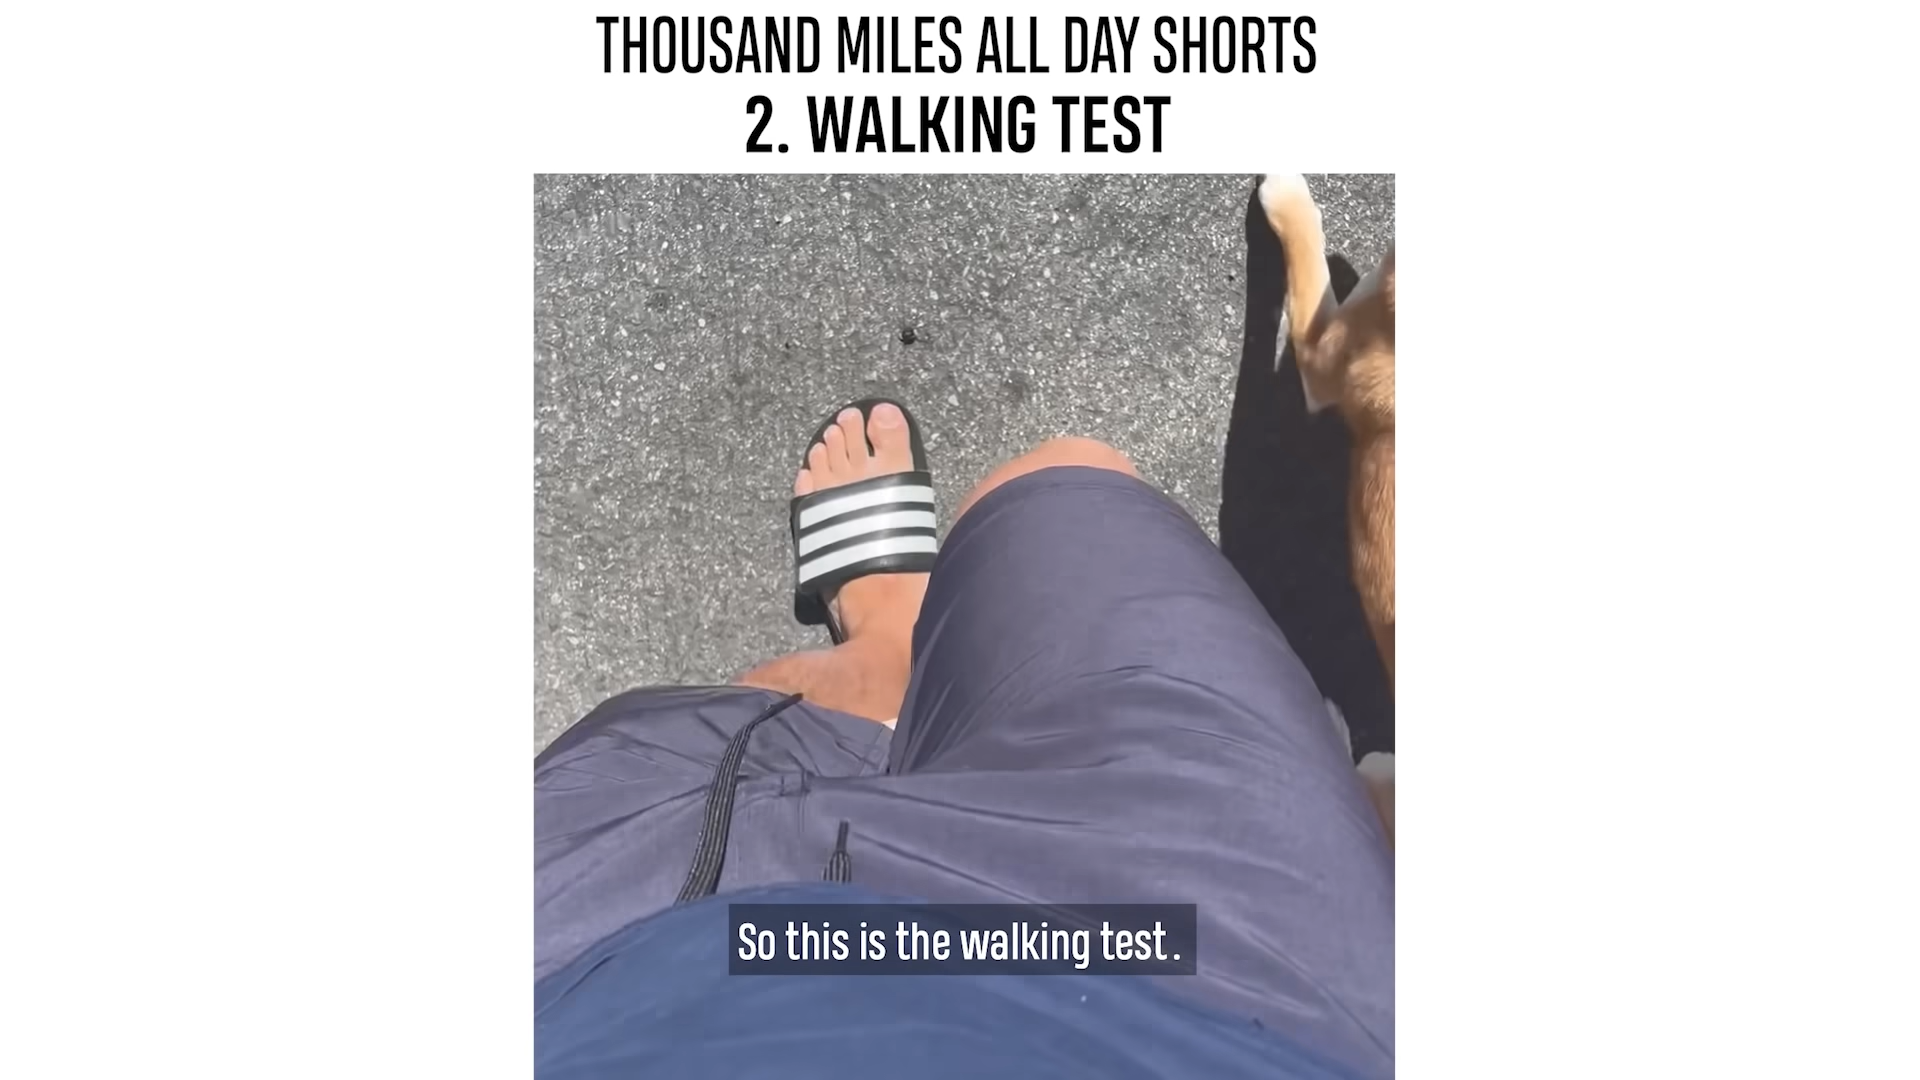 THOUSAND MILES ALL DAY SHORTS
2. WALKING TEST
So this is the walking test.